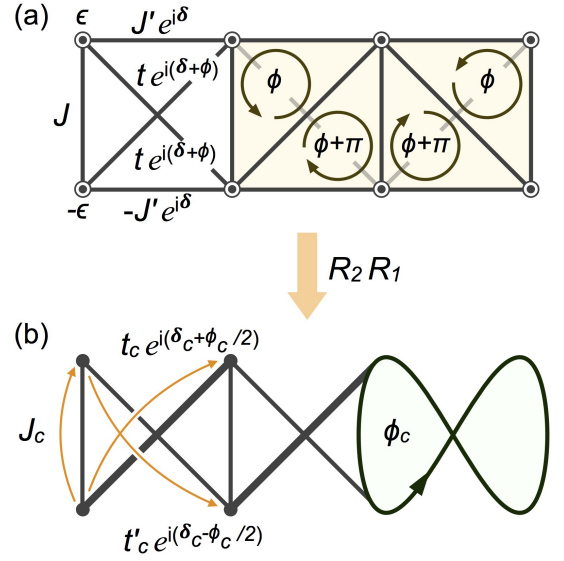 (a)
ϵ J′e^{iδ}
t e^{i(δ+ϕ)}
ϕ ϕ
J
t e^{i(δ+ϕ)}
ϕ+π ϕ+π
-ϵ -J′e^{iδ}
R₂ R₁
(b)
t_c e^{i(δ_c+ϕ_c/2)}
J_c
ϕ_c
t′_c e^{i(δ_c-ϕ_c/2)}